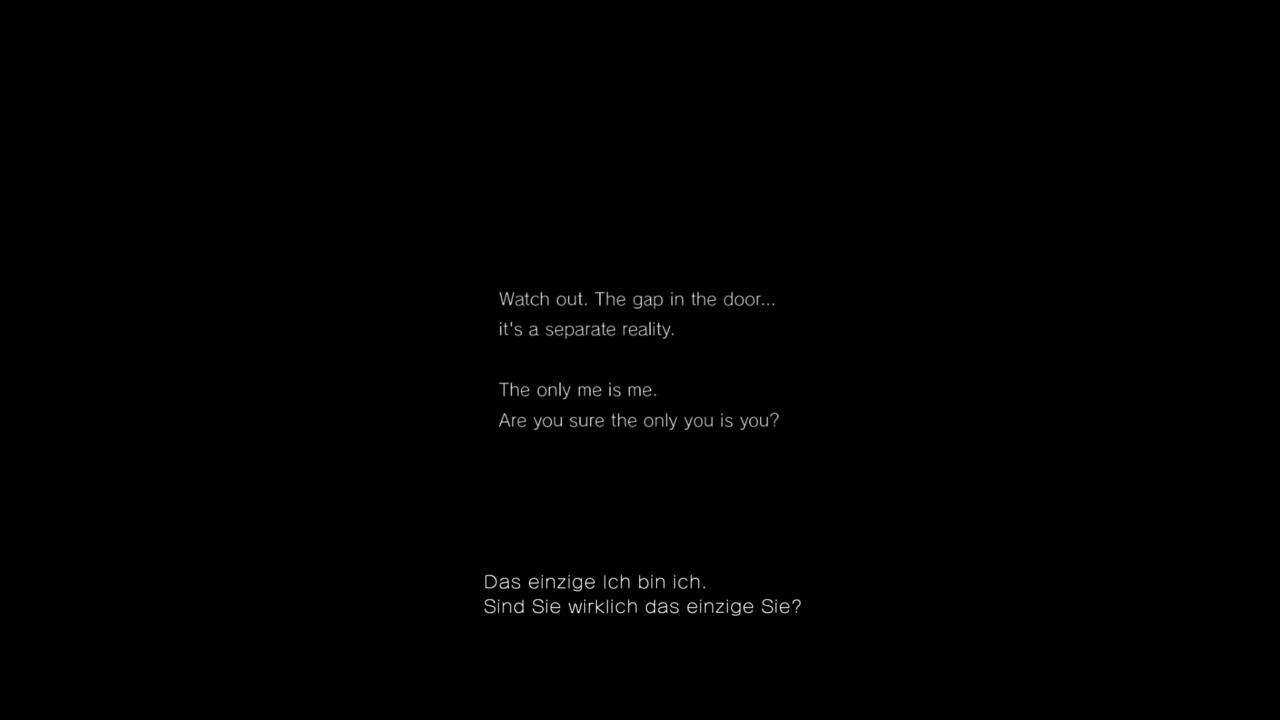 Watch out. The gap in the door...
it's a separate reality.
The only me is me.
Are you sure the only you is you?
Das einzige Ich bin ich.
Sind Sie wirklich das einzige Sie?